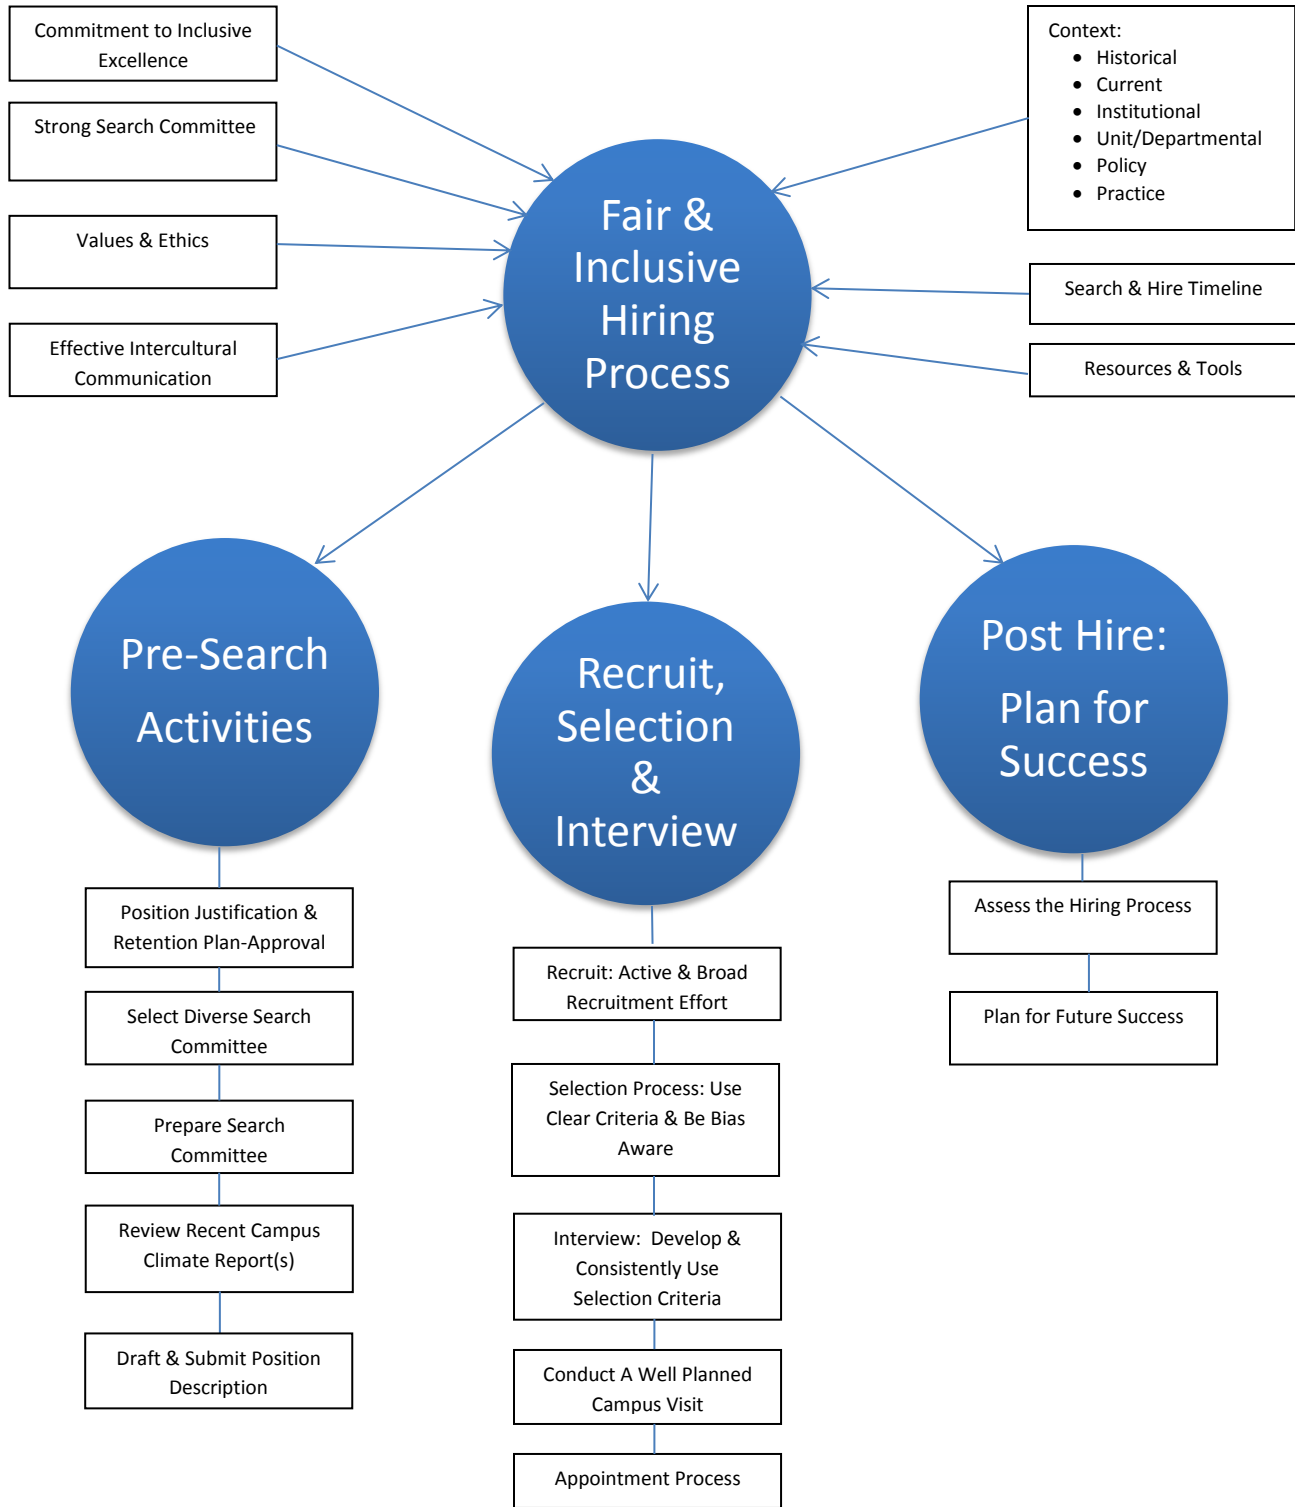 Commitment to Inclusive
Excellence
Strong Search Committee
Values & Ethics
Effective Intercultural
Communication
Context:
• Historical
• Current
• Institutional
• Unit/Departmental
• Policy
• Practice
Search & Hire Timeline
Resources & Tools
Fair &
Inclusive
Hiring
Process
Pre-Search
Activities
Position Justification &
Retention Plan-Approval
Select Diverse Search
Committee
Prepare Search
Committee
Review Recent Campus
Climate Report(s)
Draft & Submit Position
Description
Recruit,
Selection
&
Interview
Recruit: Active & Broad
Recruitment Effort
Selection Process: Use
Clear Criteria & Be Bias
Aware
Interview:  Develop &
Consistently Use
Selection Criteria
Conduct A Well Planned
Campus Visit
Appointment Process
Post Hire:
Plan for
Success
Assess the Hiring Process
Plan for Future Success